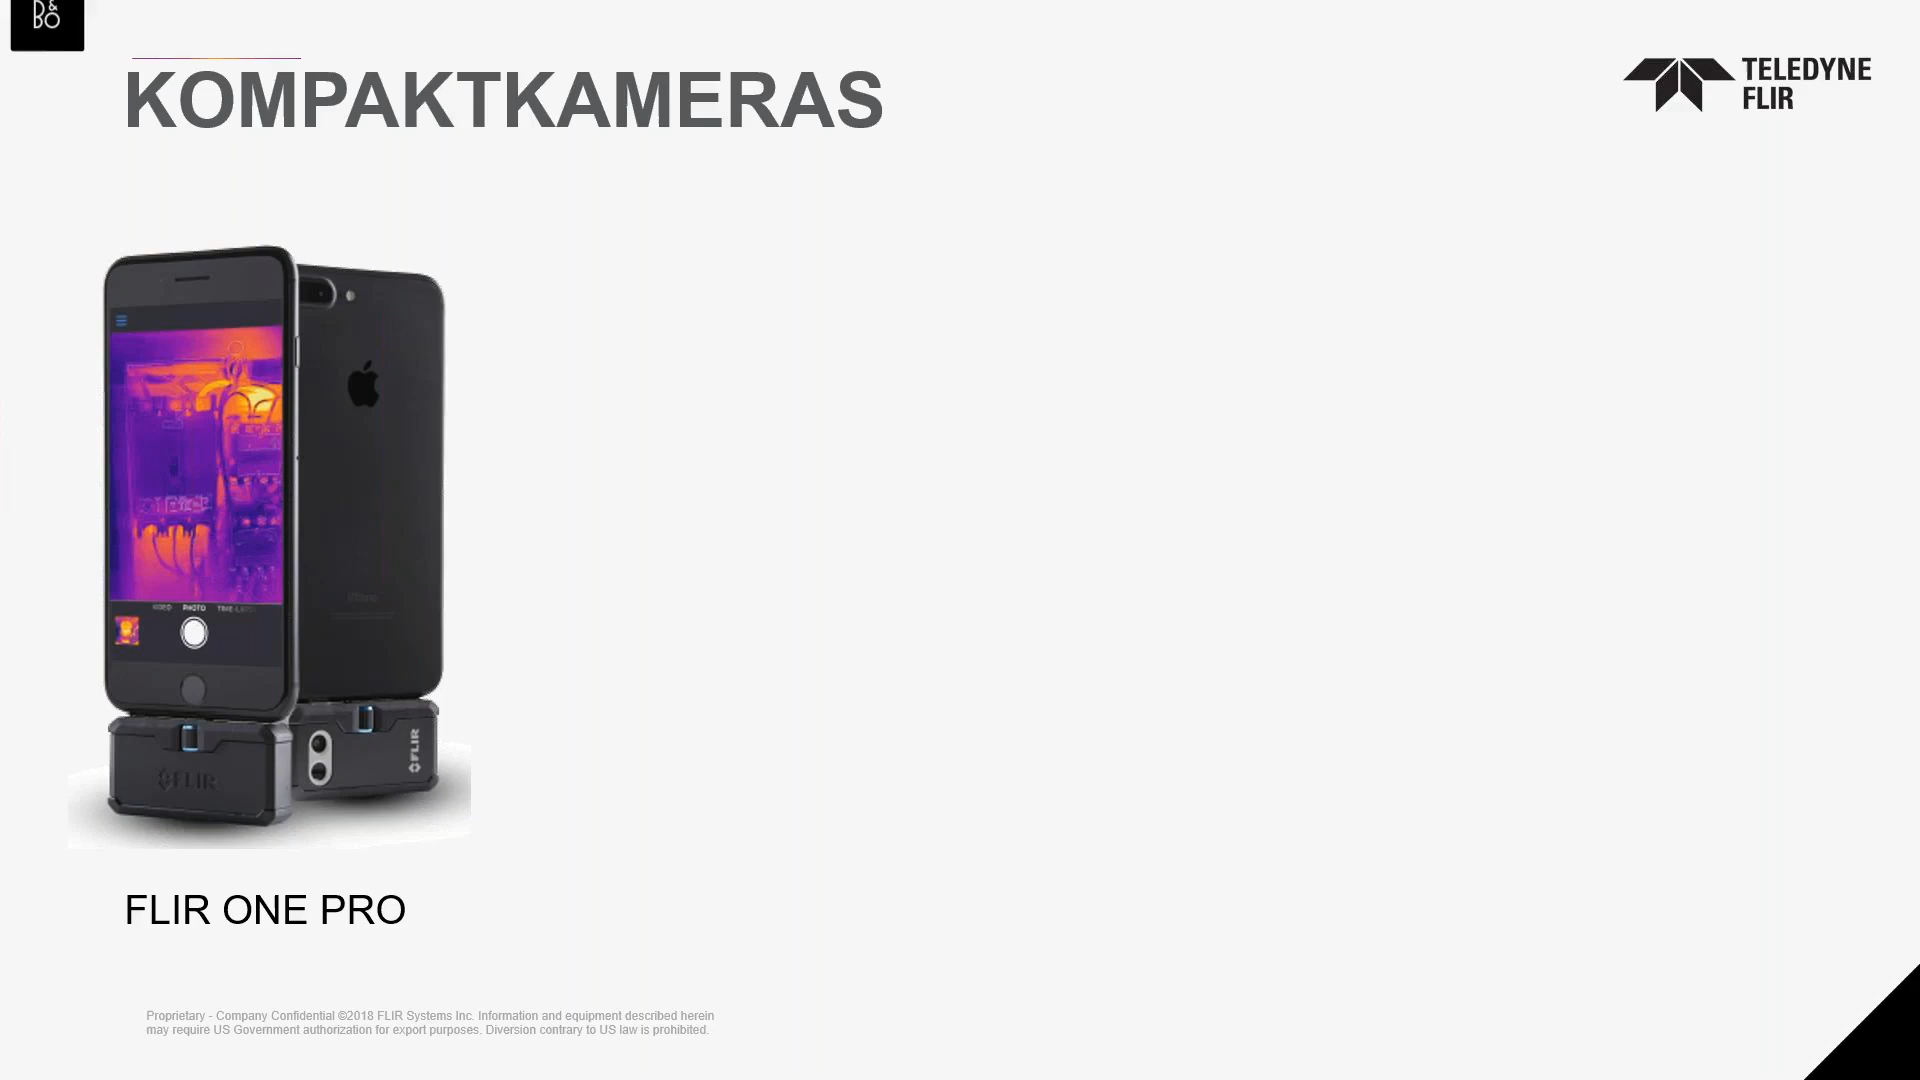 B&O
KOMPAKTKAMERAS
TELEDYNE
FLIR
VIDEO PHOTO
FLIR
FLIR
FLIR ONE PRO
Proprietary - Company Confidential ©2018 FLIR Systems Inc. Information and equipment described herein
may require US Government authorization for export purposes. Diversion contrary to US law is prohibited.